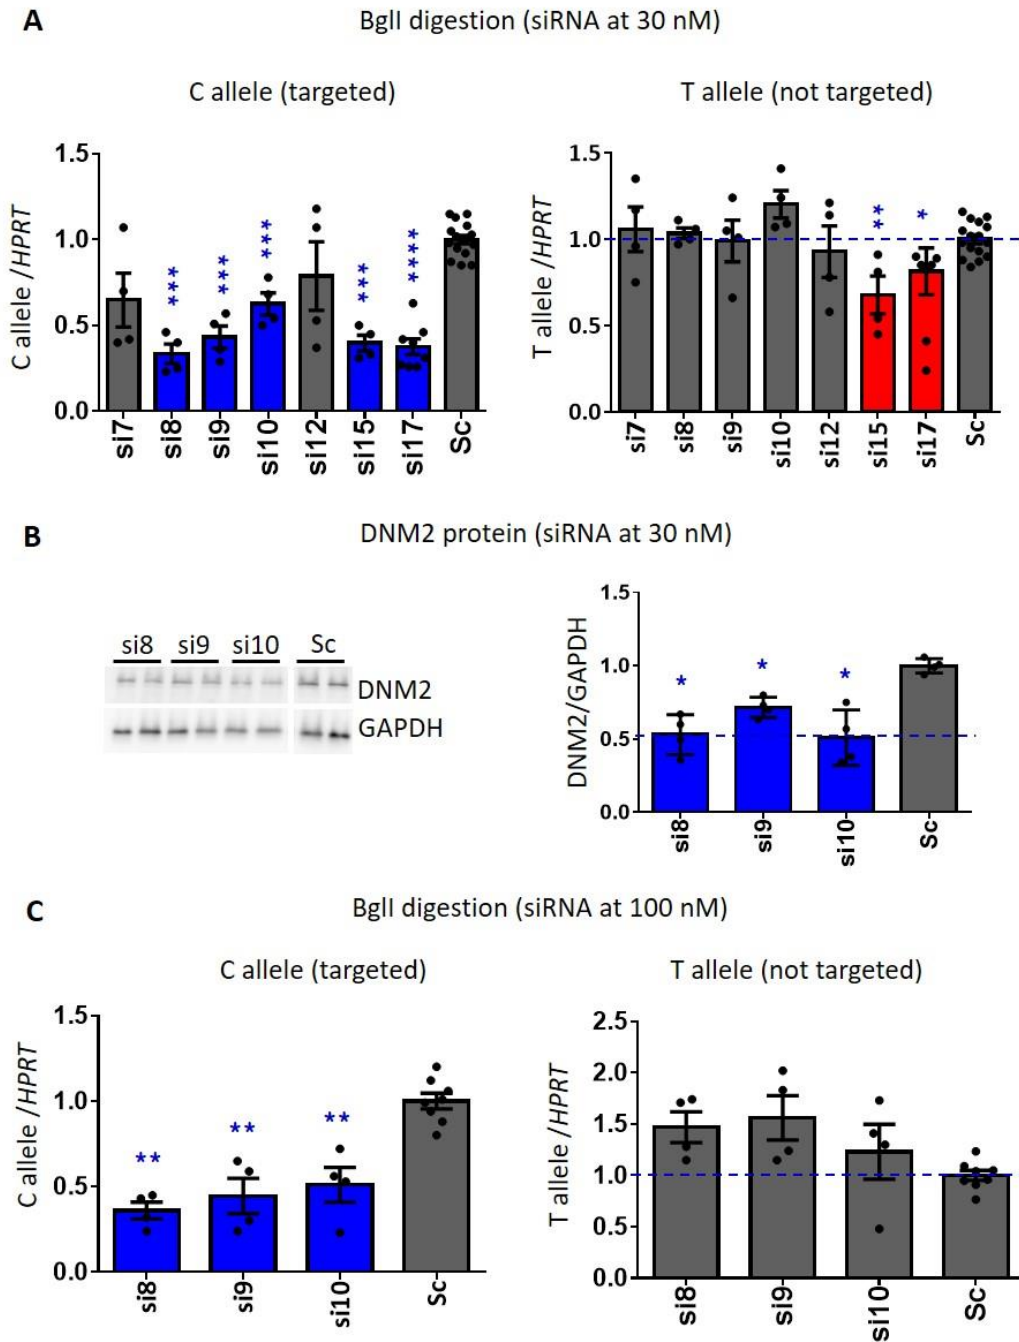 A
BglI digestion (siRNA at 30 nM)
C allele (targeted)
T allele (not targeted)
C allele /HPRT
1.5
1.0
0.5
0.0
***
***
***
***
****
si7
si8
si9
si10
si12
si15
si17
Sc
T allele /HPRT
1.5
1.0
0.5
0.0
**
*
si7
si8
si9
si10
si12
si15
si17
Sc
B
DNM2 protein (siRNA at 30 nM)
si8 si9 si10 Sc
DNM2
GAPDH
DNM2/GAPDH
1.5
1.0
0.5
0.0
*
*
*
si8
si9
si10
Sc
C
BglI digestion (siRNA at 100 nM)
C allele (targeted)
T allele (not targeted)
C allele /HPRT
1.5
1.0
0.5
0.0
**
**
**
si8
si9
si10
Sc
T allele /HPRT
2.5
2.0
1.5
1.0
0.5
0.0
si8
si9
si10
Sc